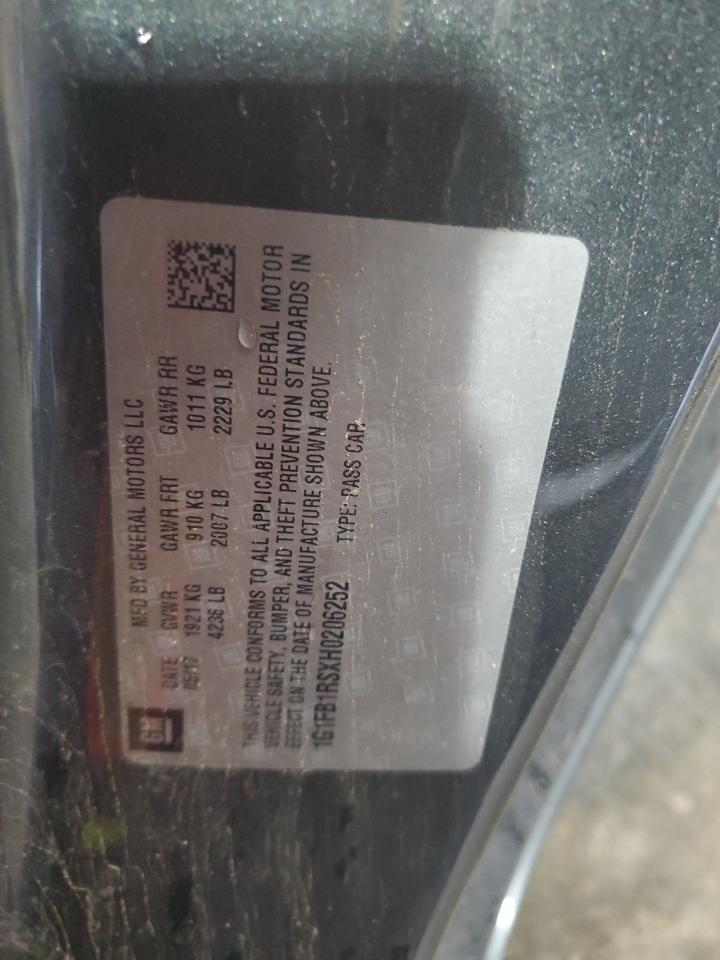 MFD BY GENERAL MOTORS LLC
GM
DATE GVWR GAWR FRT GAWR RR
05/17 1921 KG 910 KG 1011 KG
4236 LB 2007 LB 2229 LB
THIS VEHICLE CONFORMS TO ALL APPLICABLE U.S. FEDERAL MOTOR
VEHICLE SAFETY, BUMPER, AND THEFT PREVENTION STANDARDS IN
EFFECT ON THE DATE OF MANUFACTURE SHOWN ABOVE.
1G1FB1RSXH0206252 TYPE: PASS CAR